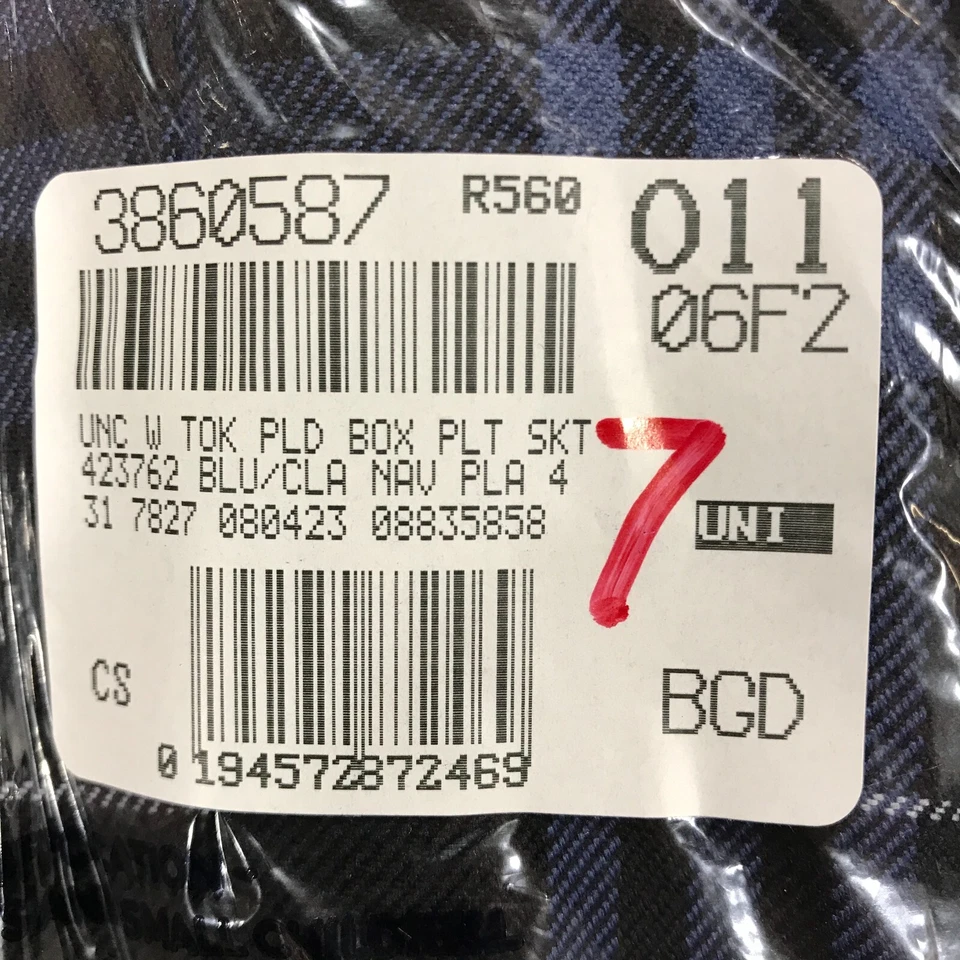 3860587 R560 011
06F2
UNC W TOK PLD BOX PLT SKT
423762 BLU/CLA NAV PLA 4
31 7827 080423 08835858
7
UNI
CS
BGD
0 194572872469